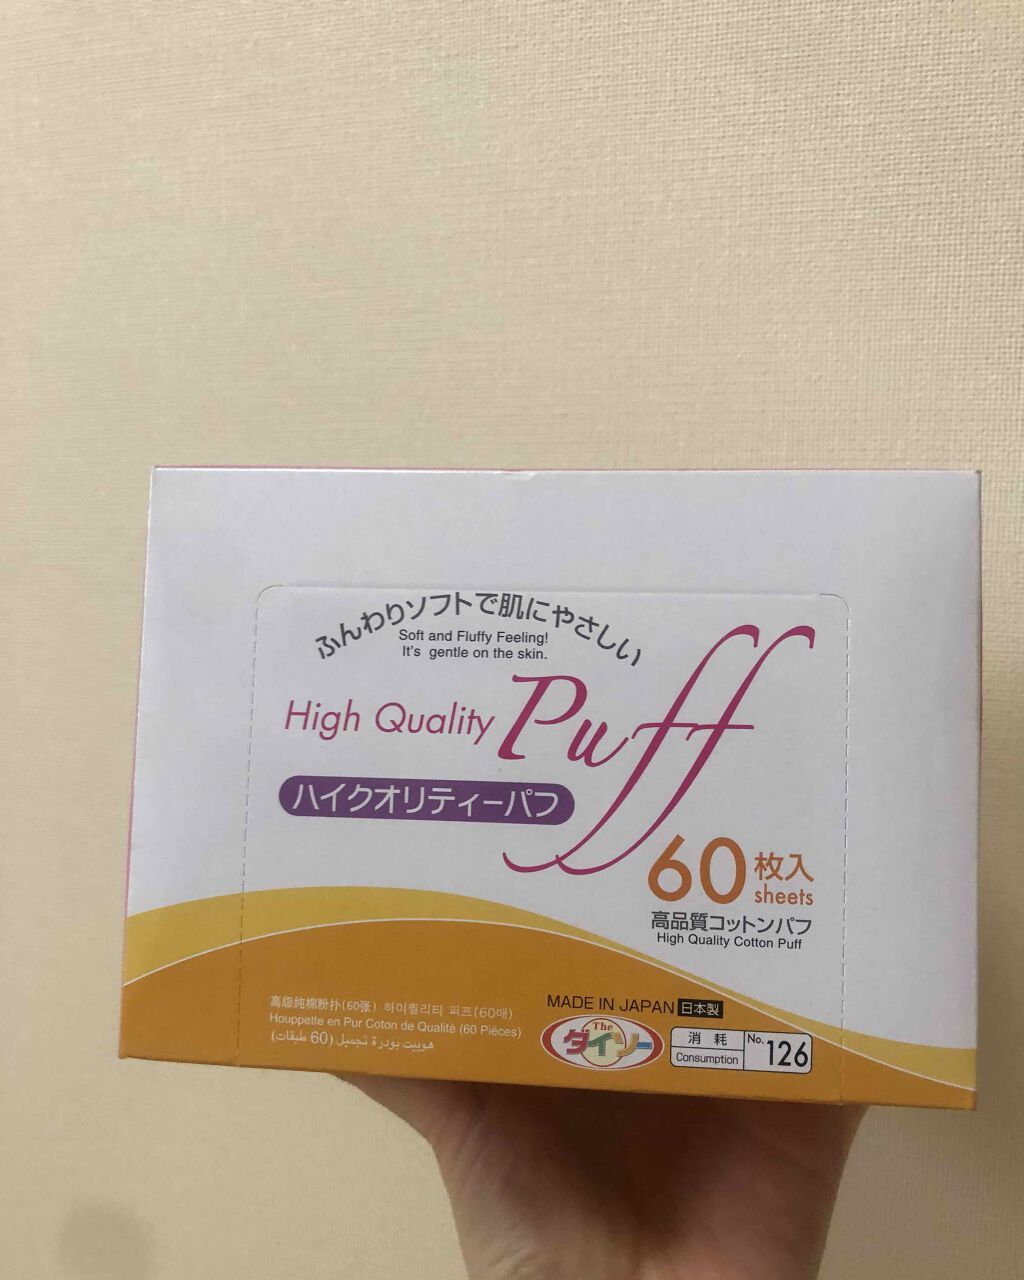 ふんわりソフトで肌にやさしい
Soft and Fluffy Feeling!
It's gentle on the skin.
High Quality Puff
ハイクオリティーパフ
60枚入
sheets
高品質コットンパフ
High Quality Cotton Puff
高级纯棉粉扑(60张) 하이퀄리티 퍼프(60매)
Houppette en Pur Coton de Qualité (60 Pièces)
هوبيت بودرة تجميل (60 طبقات)
MADE IN JAPAN 日本製
The ダイソー
消耗
Consumption
No. 126